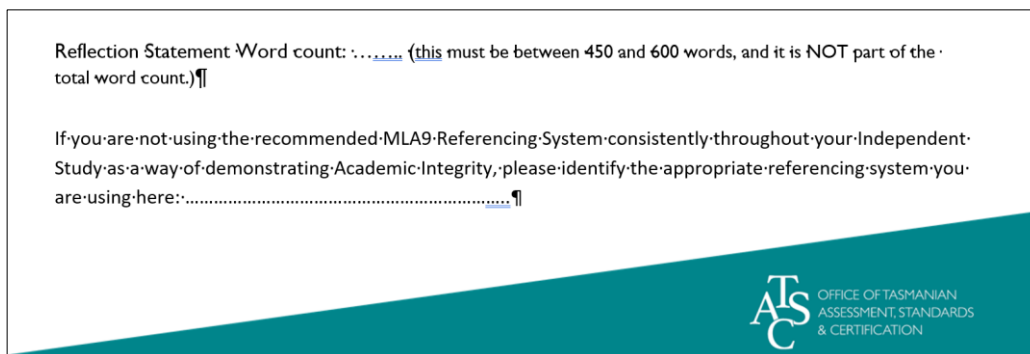 Reflection Statement Word count: …..….. (this must be between 450 and 600 words, and it is NOT part of the
total word count.)¶
If·you·are·not·using·the·recommended·MLA9·Referencing·System·consistently·throughout·your·Independent·
Study·as·a·way·of·demonstrating·Academic·Integrity,·please·identify·the·appropriate·referencing·system·you·
are·using·here:·…………………………………………………………..…..¶
TASC
OFFICE OF TASMANIAN
ASSESSMENT, STANDARDS
& CERTIFICATION